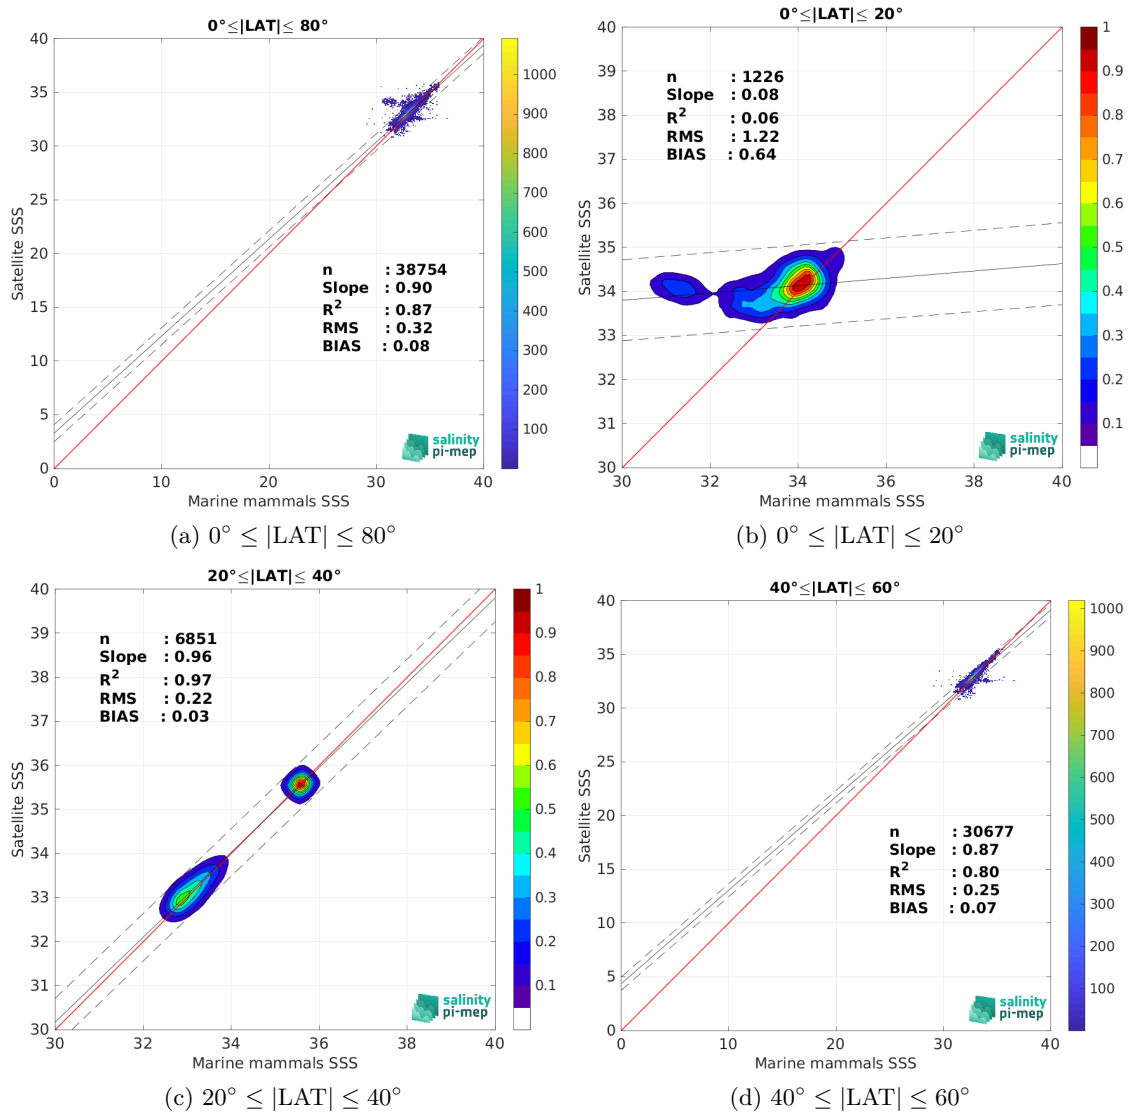 0°≤|LAT|≤ 80°
Satellite SSS
40
35
30
25
20
15
10
5
0
0
10
20
30
40
Marine mammals SSS
n : 38754
Slope : 0.90
R2 : 0.87
RMS : 0.32
BIAS : 0.08
salinity
pi-mep
1000
900
800
700
600
500
400
300
200
100
(a) 0° ≤ |LAT| ≤ 80°
0°≤|LAT|≤ 20°
Satellite SSS
40
39
38
37
36
35
34
33
32
31
30
30
32
34
36
38
40
Marine mammals SSS
n : 1226
Slope : 0.08
R2 : 0.06
RMS : 1.22
BIAS : 0.64
salinity
pi-mep
1
0.9
0.8
0.7
0.6
0.5
0.4
0.3
0.2
0.1
(b) 0° ≤ |LAT| ≤ 20°
20°≤|LAT|≤ 40°
Satellite SSS
40
39
38
37
36
35
34
33
32
31
30
30
32
34
36
38
40
Marine mammals SSS
n : 6851
Slope : 0.96
R2 : 0.97
RMS : 0.22
BIAS : 0.03
salinity
pi-mep
1
0.9
0.8
0.7
0.6
0.5
0.4
0.3
0.2
0.1
(c) 20° ≤ |LAT| ≤ 40°
40°≤|LAT|≤ 60°
Satellite SSS
40
35
30
25
20
15
10
5
0
0
10
20
30
40
Marine mammals SSS
n : 30677
Slope : 0.87
R2 : 0.80
RMS : 0.25
BIAS : 0.07
salinity
pi-mep
1000
900
800
700
600
500
400
300
200
100
(d) 40° ≤ |LAT| ≤ 60°